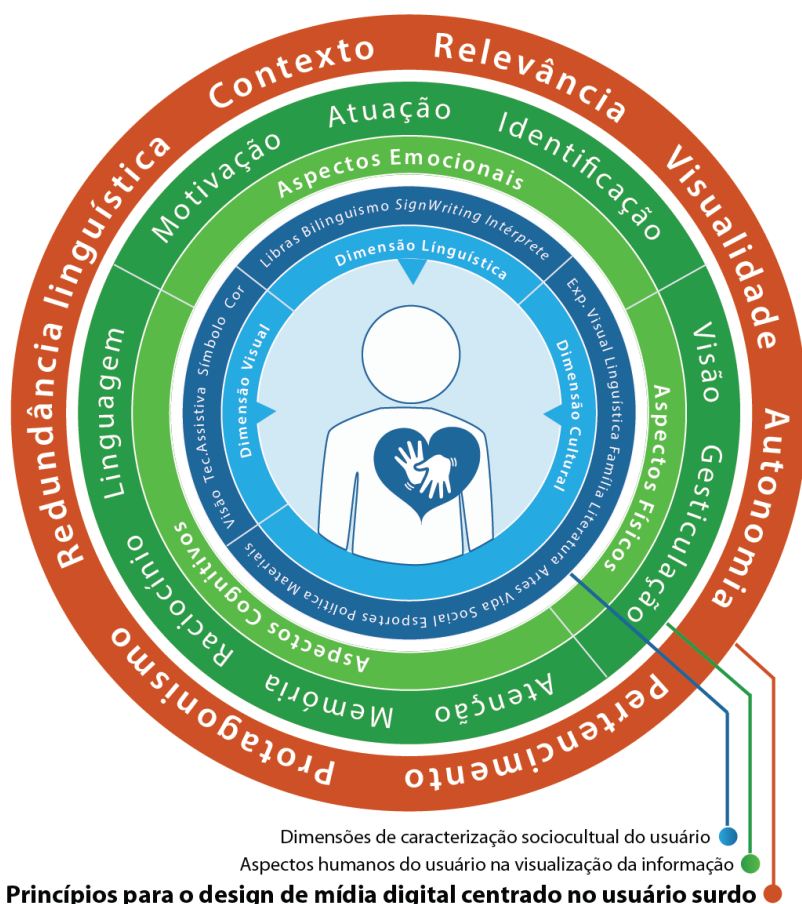 Redundância linguística
Contexto
Relevância
Visualidade
Autonomia
Pertencimento
Protagonismo
Motivação
Atuação
Identificação
Visão
Gesticulação
Atenção
Memória
Raciocínio
Linguagem
Aspectos Emocionais
Aspectos Físicos
Aspectos Cognitivos
Libras Bilinguismo SignWriting Intérprete
Exp. Visual Linguística Família Literatura Artes Vida Social Esportes Política Materiais
Visão Tec.Assistiva Símbolo Cor
Dimensão Línguística
Dimensão Cultural
Dimensão Visual
Dimensões de caracterização sociocultual do usuário
Aspectos humanos do usuário na visualização da informação
Princípios para o design de mídia digital centrado no usuário surdo